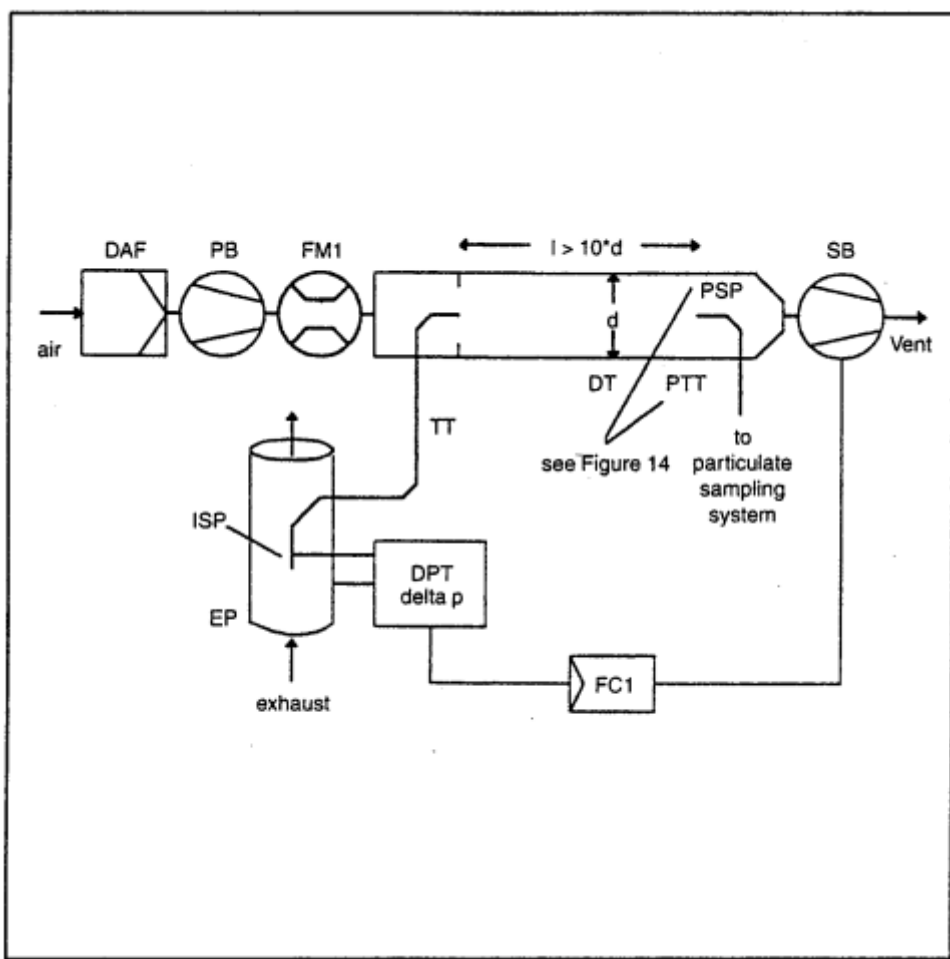 DAF
PB
FM1
l > 10*d
SB
PSP
d
air
Vent
DT
PTT
TT
to
particulate
sampling
system
see Figure 14
ISP
DPT
delta p
EP
FC1
exhaust